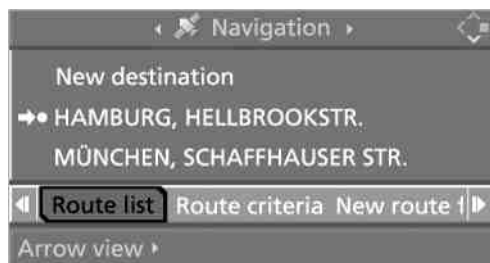 Navigation
New destination
HAMBURG, HELLBROOKSTR.
MÜNCHEN, SCHAFFHAUSER STR.
Route list Route criteria New route
Arrow view